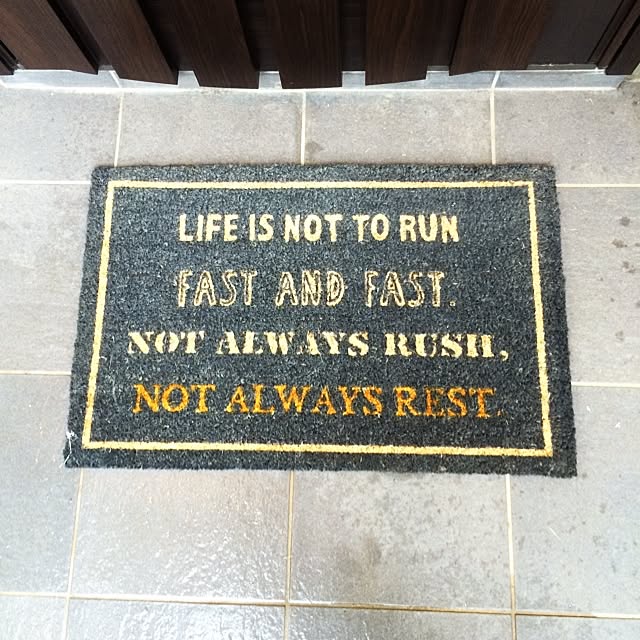 LIFE IS NOT TO RUN
FAST AND FAST.
NOT ALWAYS RUSH,
NOT ALWAYS REST.